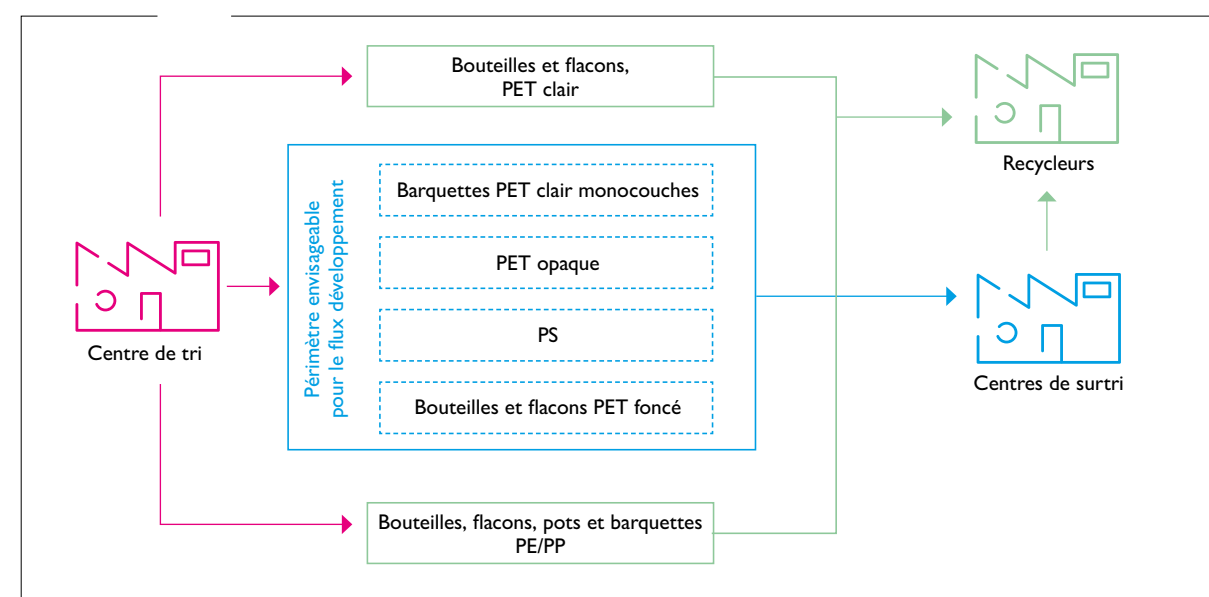 Bouteilles et flacons,
PET clair
Recycleurs
Périmètre envisageable
pour le flux développement
Barquettes PET clair monocouches
PET opaque
PS
Bouteilles et flacons PET foncé
Centre de tri
Centres de surtri
Bouteilles, flacons, pots et barquettes
PE/PP